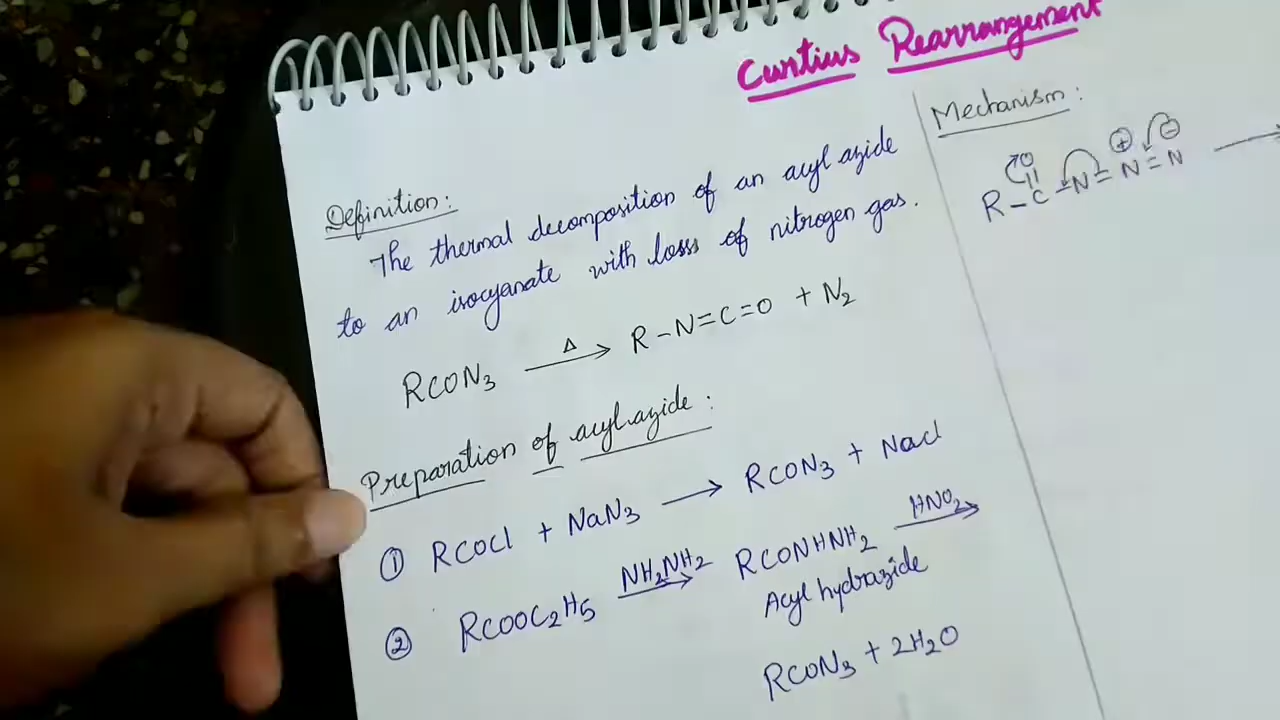 Curtius Rearrangement
Definition:
The thermal decomposition of an acyl azide
to an isocyanate with loss of nitrogen gas.
RCON₃ —Δ→ R-N=C=O + N₂
Preparation of acyl azide:
① RCOCl + NaN₃ → RCON₃ + NaCl
② RCOOC₂H₅ —NH₂NH₂→ RCONHNH₂ —HNO₂→
Acyl hydrazide
RCON₃ + 2H₂O
Mechanism:
O ⊕ ⊖
R-C-N=N=N →